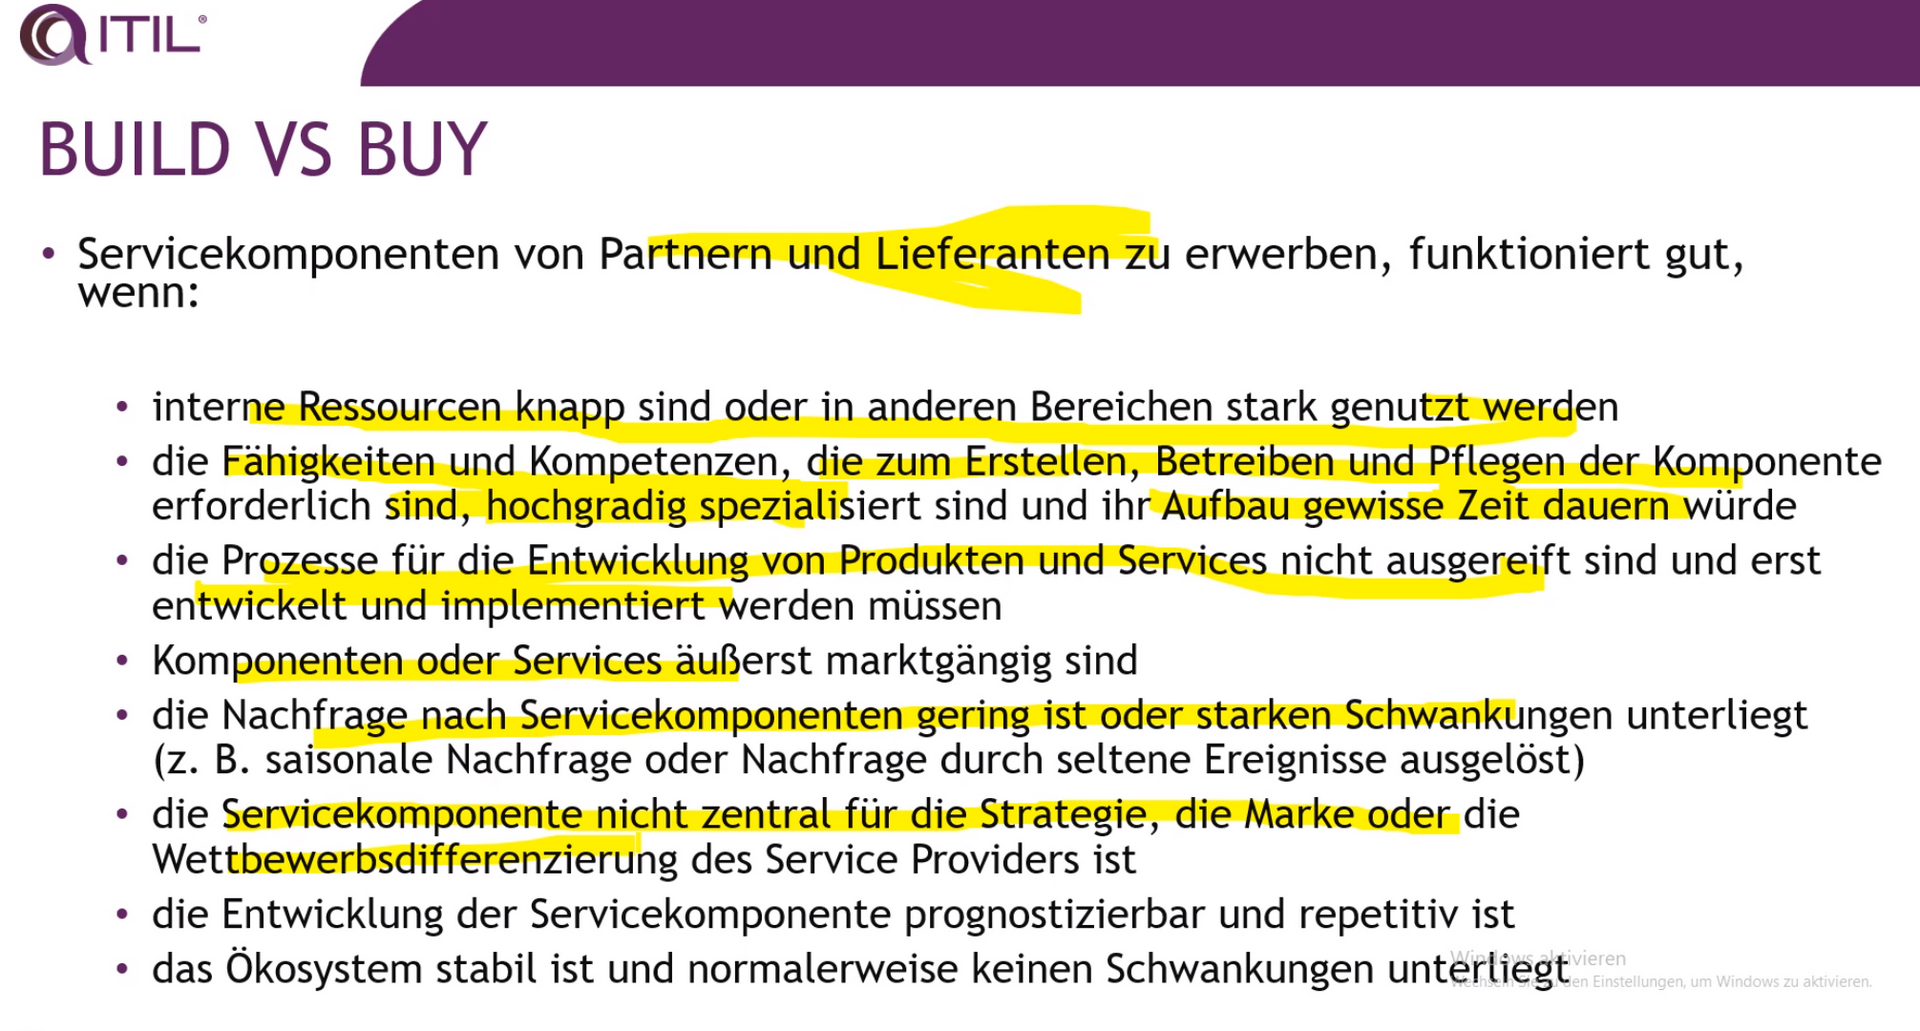 ITIL®
BUILD VS BUY
• Servicekomponenten von Partnern und Lieferanten zu erwerben, funktioniert gut,
wenn:
• interne Ressourcen knapp sind oder in anderen Bereichen stark genutzt werden
• die Fähigkeiten und Kompetenzen, die zum Erstellen, Betreiben und Pflegen der Komponente
erforderlich sind, hochgradig spezialisiert sind und ihr Aufbau gewisse Zeit dauern würde
• die Prozesse für die Entwicklung von Produkten und Services nicht ausgereift sind und erst
entwickelt und implementiert werden müssen
• Komponenten oder Services äußerst marktgängig sind
• die Nachfrage nach Servicekomponenten gering ist oder starken Schwankungen unterliegt
(z. B. saisonale Nachfrage oder Nachfrage durch seltene Ereignisse ausgelöst)
• die Servicekomponente nicht zentral für die Strategie, die Marke oder die
Wettbewerbsdifferenzierung des Service Providers ist
• die Entwicklung der Servicekomponente prognostizierbar und repetitiv ist
• das Ökosystem stabil ist und normalerweise keinen Schwankungen unterliegt
Windows aktivieren
Wechseln Sie zu den Einstellungen, um Windows zu aktivieren.